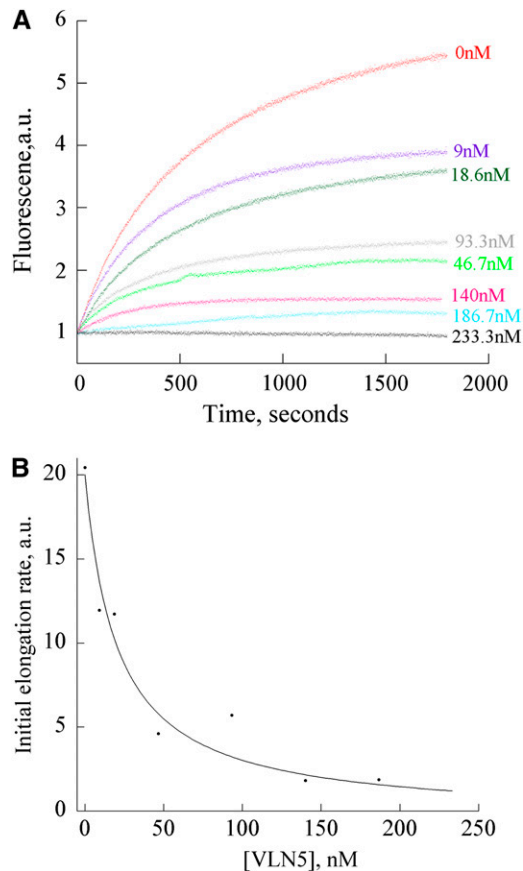 A
6
5
4
3
2
1
Fluorescene,a.u.
0nM
9nM
18.6nM
93.3nM
46.7nM
140nM
186.7nM
233.3nM
0 500 1000 1500 2000
Time, seconds
B
20
15
10
5
0
Initial elongation rate, a.u.
0 50 100 150 200 250
[VLN5], nM